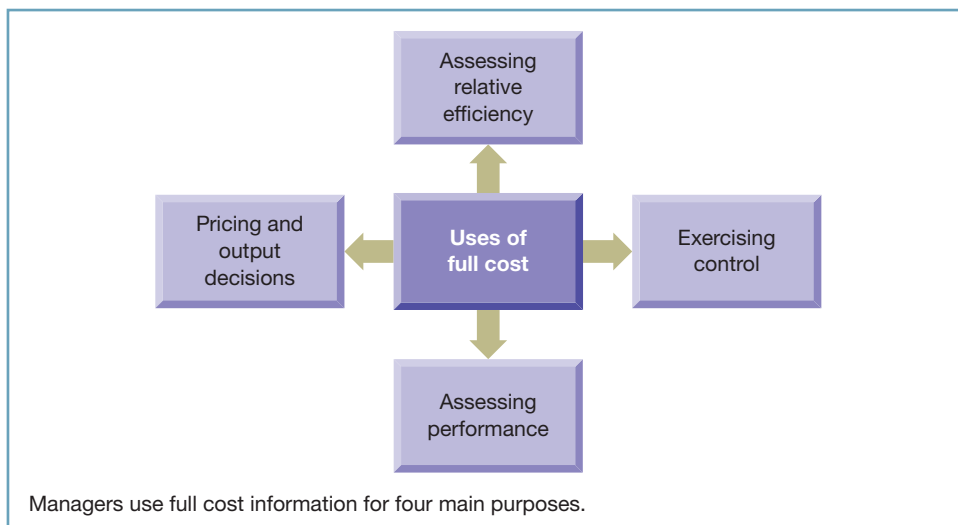 Assessing
relative
efficiency
Pricing and
output
decisions
Uses of
full cost
Exercising
control
Assessing
performance
Managers use full cost information for four main purposes.